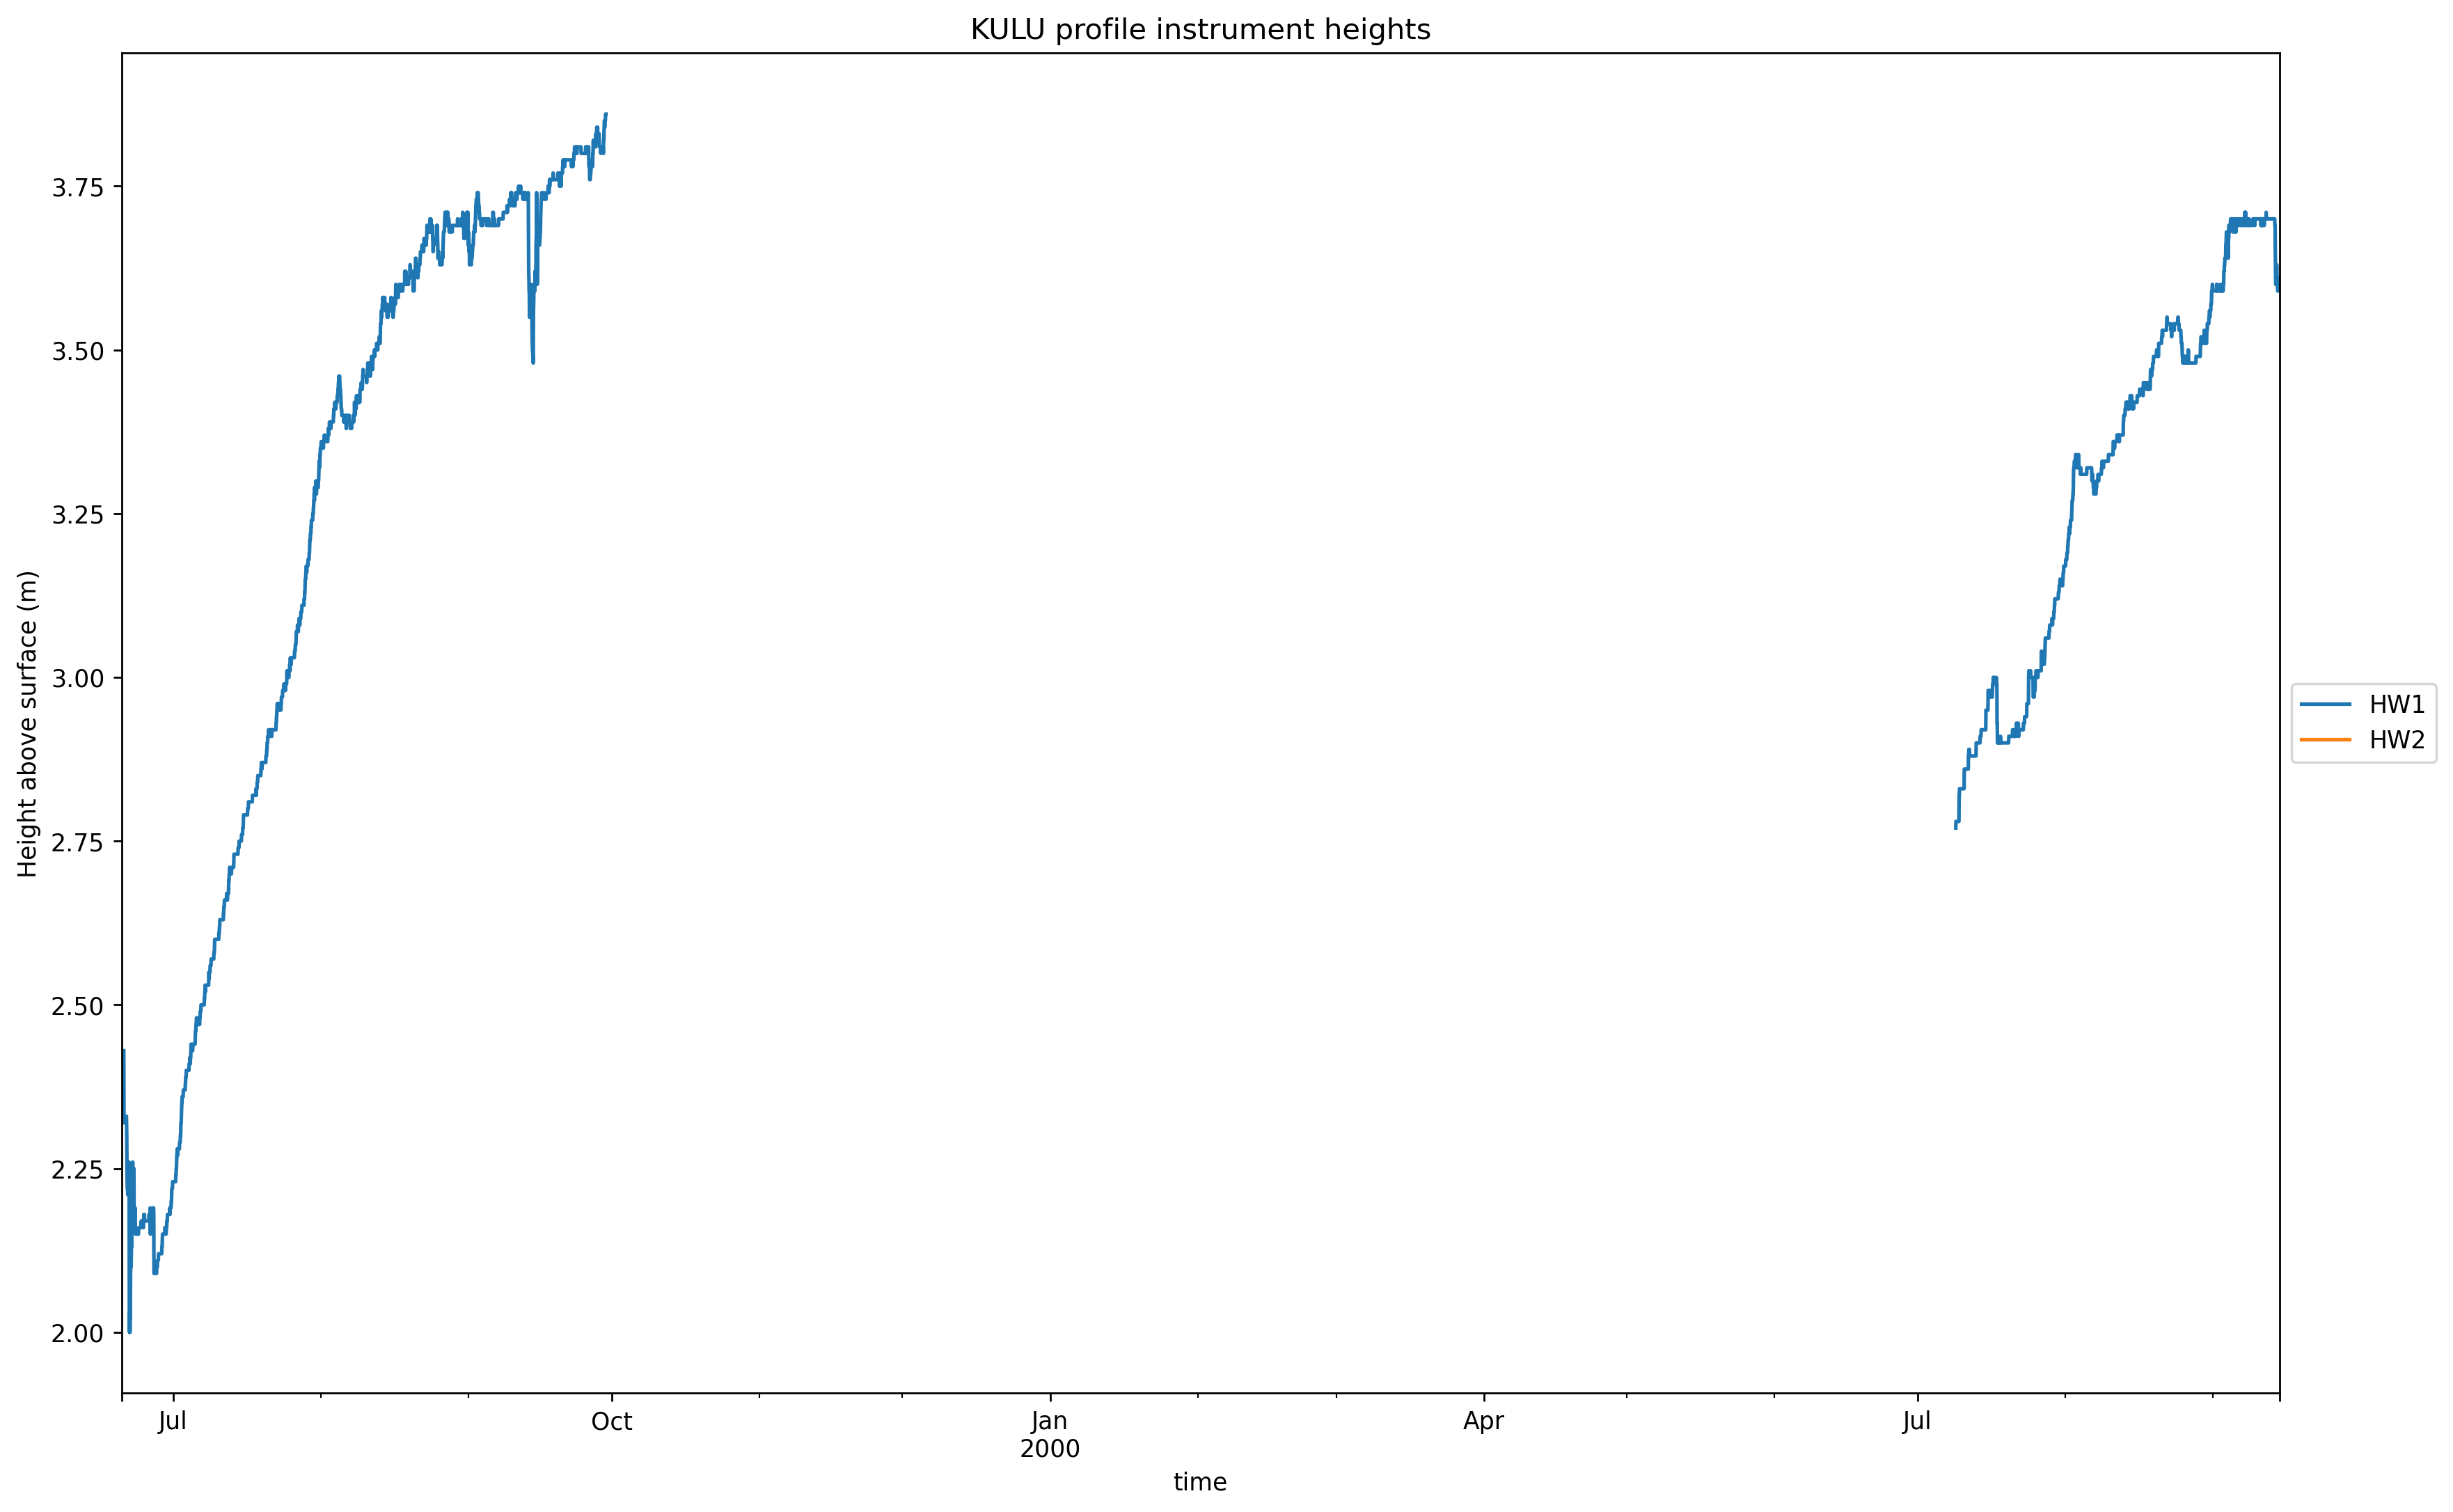 KULU profile instrument heights
Height above surface (m)
3.75
3.50
3.25
3.00
2.75
2.50
2.25
2.00
HW1
HW2
Jul Oct Jan Apr Jul
2000
time